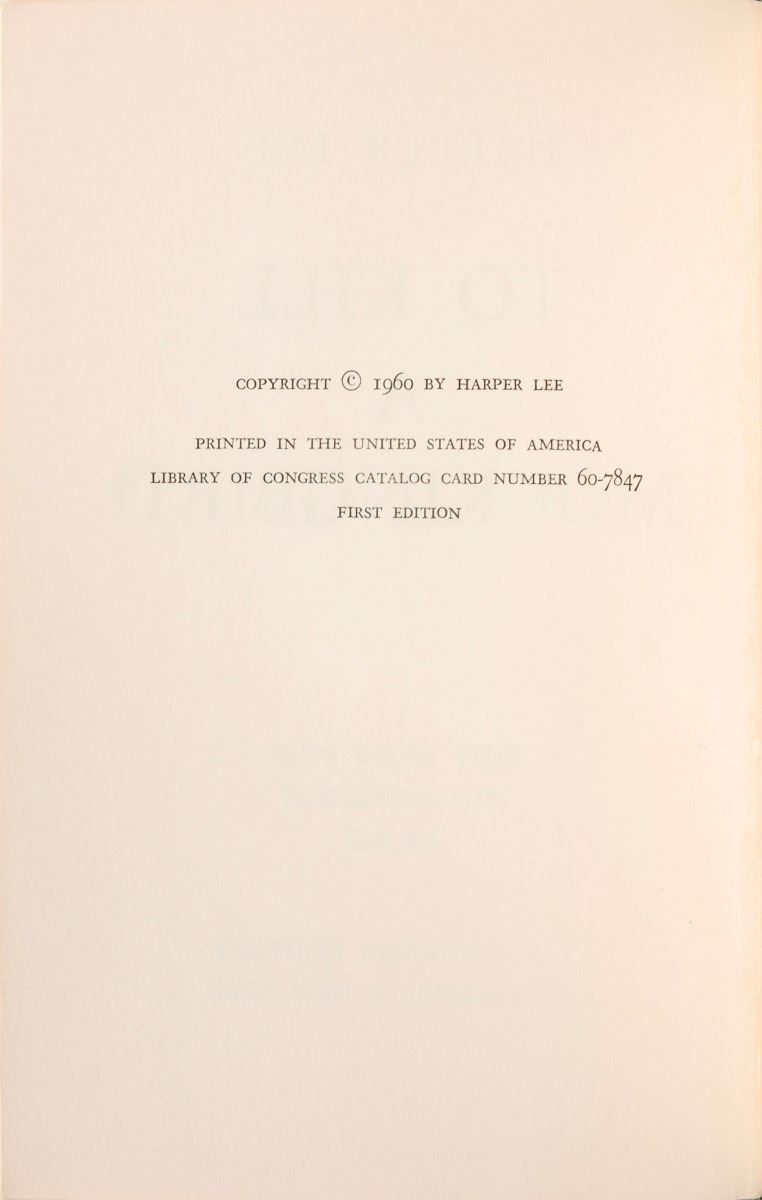 COPYRIGHT © 1960 BY HARPER LEE
PRINTED IN THE UNITED STATES OF AMERICA
LIBRARY OF CONGRESS CATALOG CARD NUMBER 60-7847
FIRST EDITION